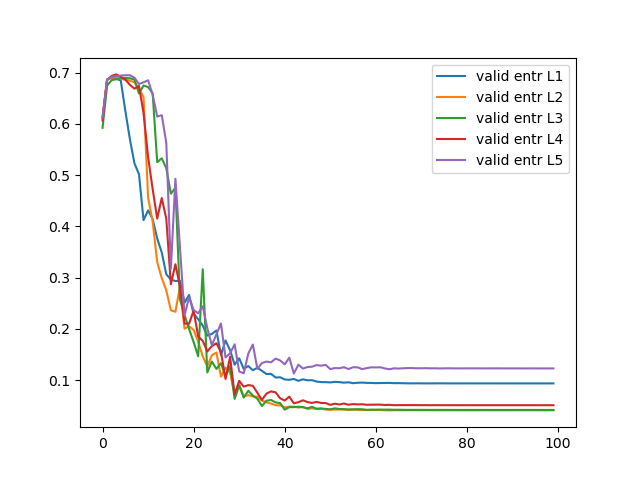 0.7
0.6
0.5
0.4
0.3
0.2
0.1
0
20
40
60
80
100
valid entr L1
valid entr L2
valid entr L3
valid entr L4
valid entr L5